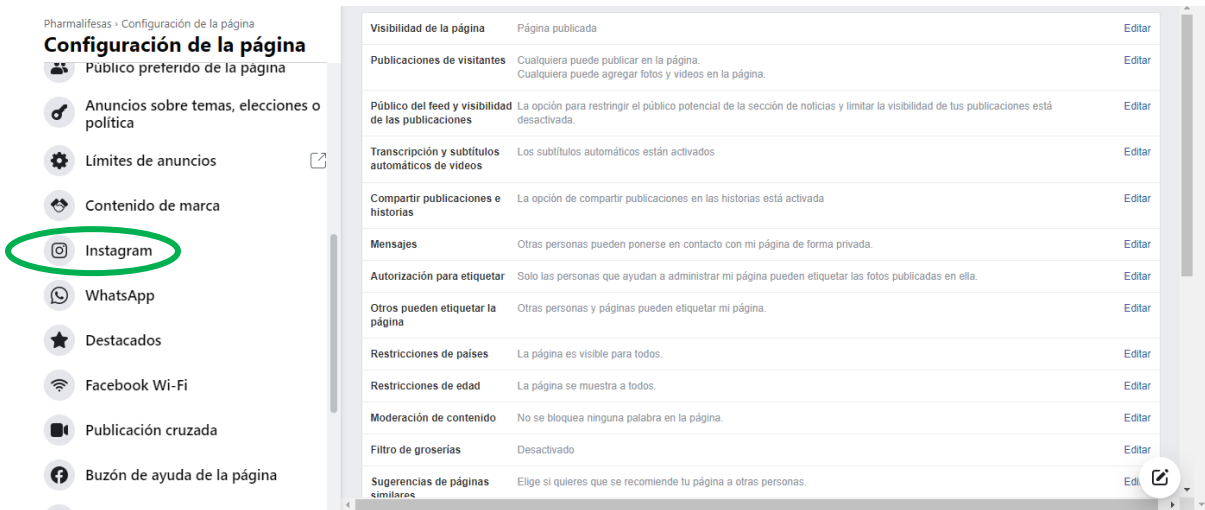 Pharmalifesas › Configuración de la página
Configuración de la página
Público preferido de la página
Anuncios sobre temas, elecciones o
política
Límites de anuncios
Contenido de marca
Instagram
WhatsApp
Destacados
Facebook Wi-Fi
Publicación cruzada
Buzón de ayuda de la página
Visibilidad de la página Página publicada Editar
Publicaciones de visitantes Cualquiera puede publicar en la página. Editar
Cualquiera puede agregar fotos y videos en la página.
Público del feed y visibilidad La opción para restringir el público potencial de la sección de noticias y limitar la visibilidad de tus publicaciones está Editar
de las publicaciones desactivada.
Transcripción y subtítulos Los subtítulos automáticos están activados Editar
automáticos de videos
Compartir publicaciones e La opción de compartir publicaciones en las historias está activada Editar
historias
Mensajes Otras personas pueden ponerse en contacto con mi página de forma privada. Editar
Autorización para etiquetar Solo las personas que ayudan a administrar mi página pueden etiquetar las fotos publicadas en ella. Editar
Otros pueden etiquetar la Otras personas y páginas pueden etiquetar mi página. Editar
página
Restricciones de países La página es visible para todos. Editar
Restricciones de edad La página se muestra a todos. Editar
Moderación de contenido No se bloquea ninguna palabra en la página. Editar
Filtro de groserías Desactivado Editar
Sugerencias de páginas Elige si quieres que se recomiende tu página a otras personas.
similares